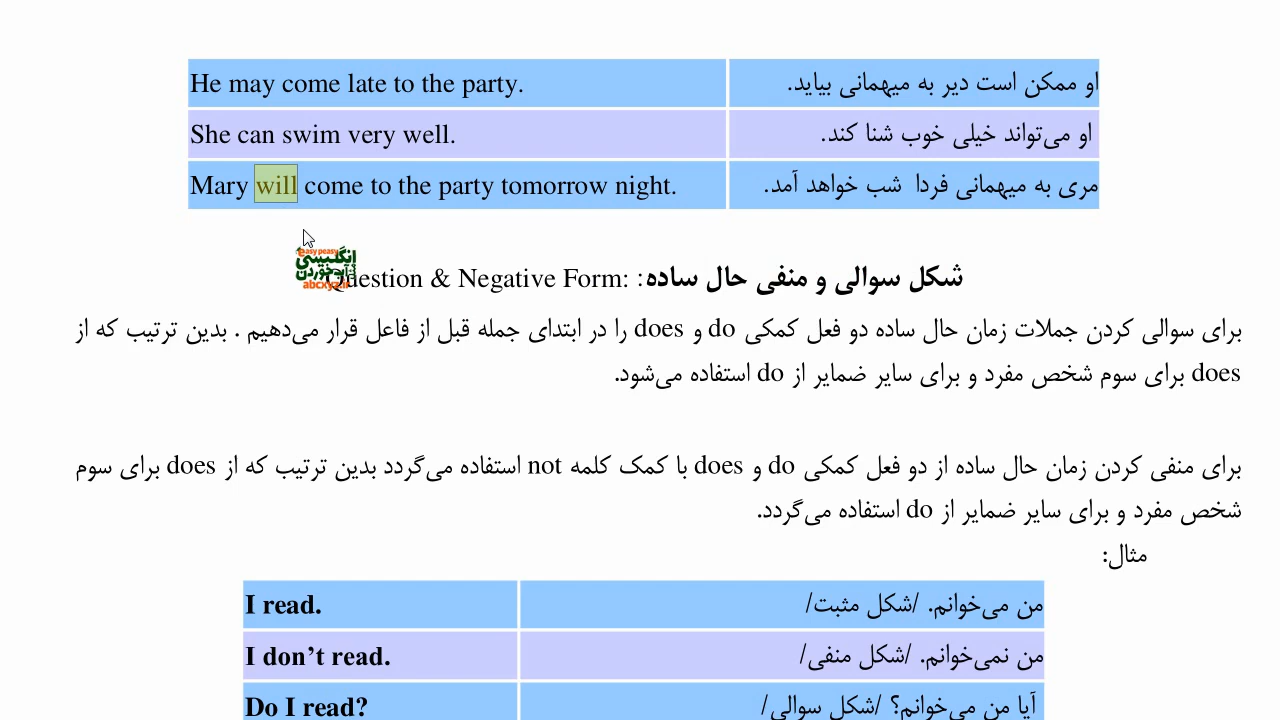 He may come late to the party. او ممکن است دیر به میهمانی بیاید.
She can swim very well. او می‌تواند خیلی خوب شنا کند.
Mary will come to the party tomorrow night. مری به میهمانی فردا شب خواهد آمد.
easy peasy
انگلیسی
آب خوردن
abcxyz.ir
شکل سوالی و منفی حال ساده: Question & Negative Form:
برای سوالی کردن جملات زمان حال ساده دو فعل کمکی do و does را در ابتدای جمله قبل از فاعل قرار می‌دهیم . بدین ترتیب که از
does برای سوم شخص مفرد و برای سایر ضمایر از do استفاده می‌شود.
برای منفی کردن زمان حال ساده از دو فعل کمکی do و does با کمک کلمه not استفاده می‌گردد بدین ترتیب که از does برای سوم
شخص مفرد و برای سایر ضمایر از do استفاده می‌گردد.
مثال:
I read. من می‌خوانم. /شکل مثبت/
I don’t read. من نمی‌خوانم. /شکل منفی/
Do I read? آیا من می‌خوانم؟ /شکل سوالی/